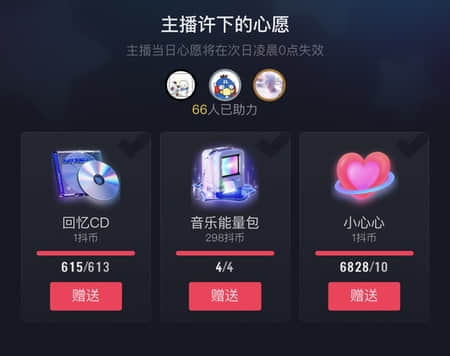 主播许下的心愿
主播当日心愿将在次日凌晨0点失效
66人已助力
回忆CD
1抖币
615/613
赠送
音乐能量包
298抖币
4/4
赠送
小心心
1抖币
6828/10
赠送